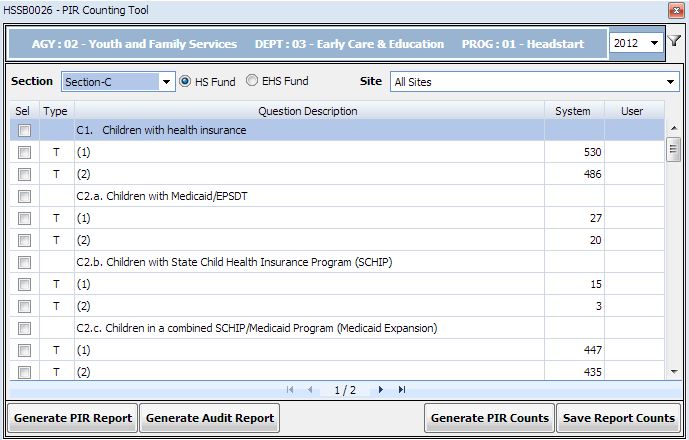 HSSB0026 - PIR Counting Tool
AGY : 02 - Youth and Family Services DEPT : 03 - Early Care & Education PROG : 01 - Headstart 2012
Section Section-C HS Fund EHS Fund Site All Sites
Sel Type Question Description System User
C1. Children with health insurance
T (1) 530
T (2) 486
C2.a. Children with Medicaid/EPSDT
T (1) 27
T (2) 20
C2.b. Children with State Child Health Insurance Program (SCHIP)
T (1) 15
T (2) 3
C2.c. Children in a combined SCHIP/Medicaid Program (Medicaid Expansion)
T (1) 447
T (2) 435
1 / 2
Generate PIR Report Generate Audit Report Generate PIR Counts Save Report Counts